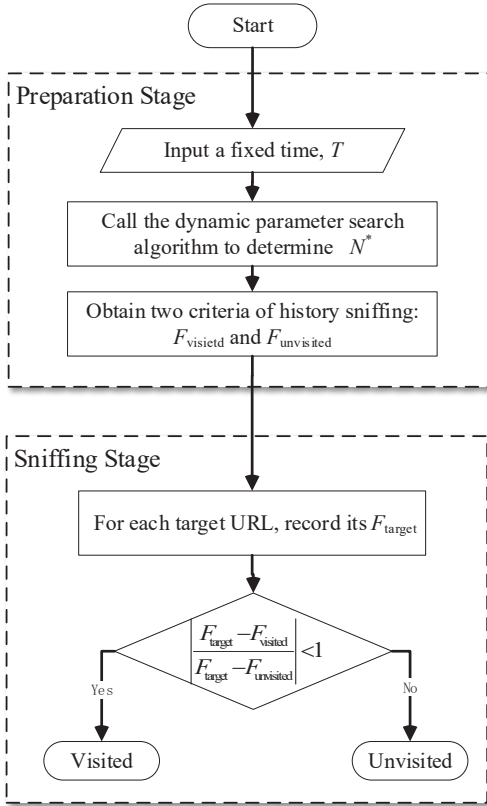 Start
Preparation Stage
Input a fixed time, T
Call the dynamic parameter search
algorithm to determine N*
Obtain two criteria of history sniffing:
F_visietd and F_unvisited
Sniffing Stage
For each target URL, record its F_target
|(F_target − F_visited) / (F_target − F_unvisited)| < 1
Yes
No
Visited
Unvisited